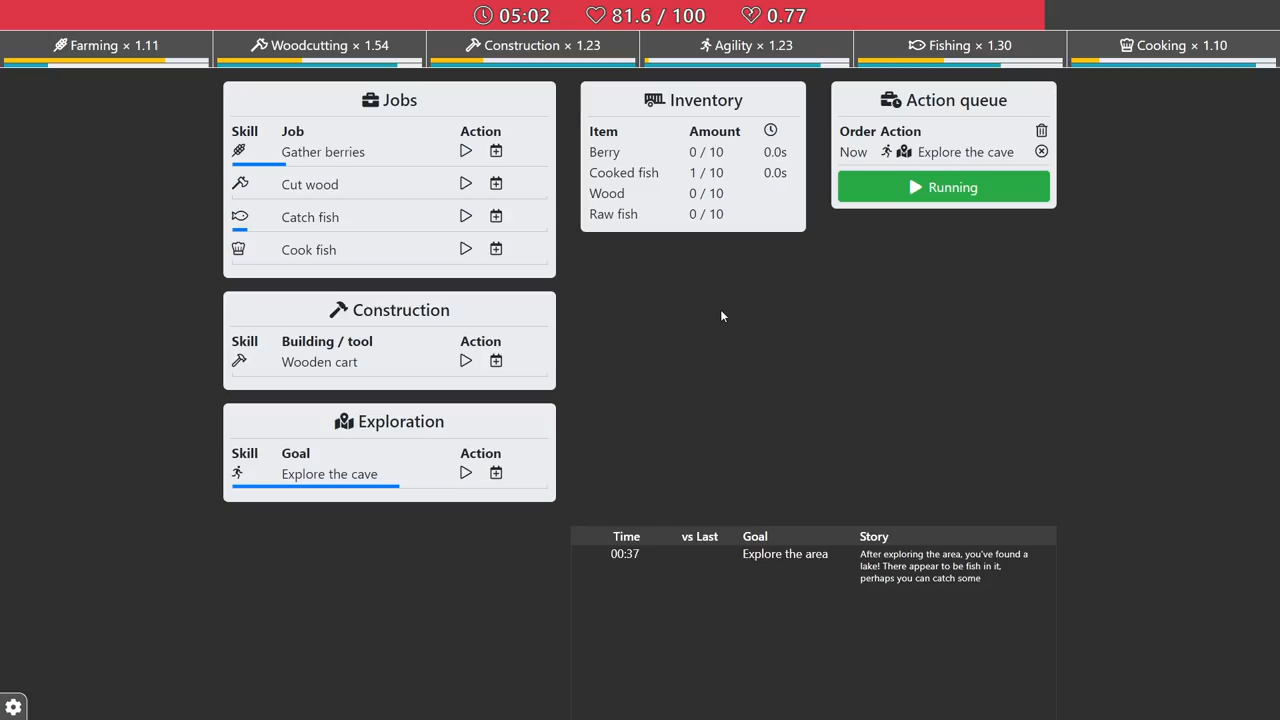 05:02 81.6 / 100 0.77
Farming × 1.11 Woodcutting × 1.54 Construction × 1.23 Agility × 1.23 Fishing × 1.30 Cooking × 1.10
Jobs
Skill Job Action
Gather berries
Cut wood
Catch fish
Cook fish
Construction
Skill Building / tool Action
Wooden cart
Exploration
Skill Goal Action
Explore the cave
Inventory
Item Amount
Berry 0 / 10 0.0s
Cooked fish 1 / 10 0.0s
Wood 0 / 10
Raw fish 0 / 10
Action queue
Order Action
Now Explore the cave
Running
Time vs Last Goal Story
00:37 Explore the area After exploring the area, you've found a
lake! There appear to be fish in it,
perhaps you can catch some